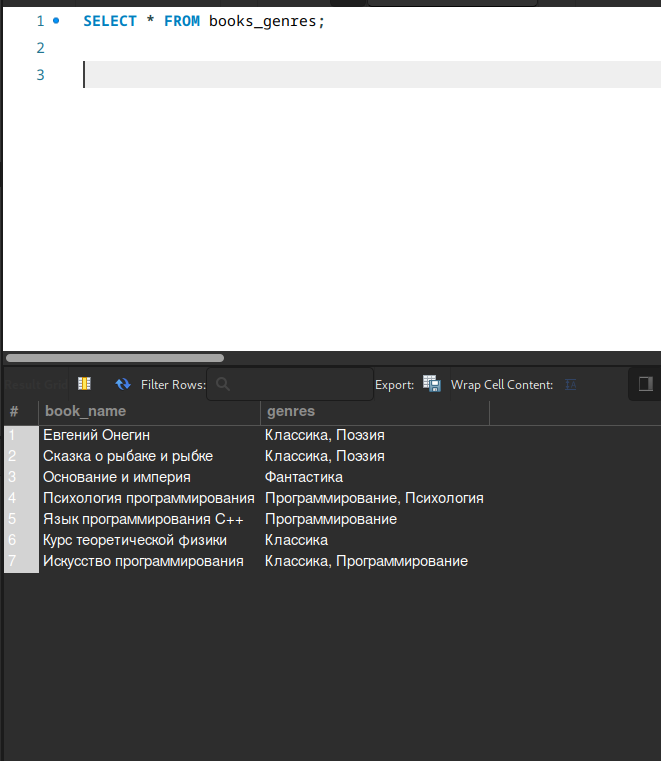 1 SELECT * FROM books_genres;
2
3
Result Grid Filter Rows: Export: Wrap Cell Content:
# book_name genres
1 Евгений Онегин Классика, Поэзия
2 Сказка о рыбаке и рыбке Классика, Поэзия
3 Основание и империя Фантастика
4 Психология программирования Программирование, Психология
5 Язык программирования C++ Программирование
6 Курс теоретической физики Классика
7 Искусство программирования Классика, Программирование